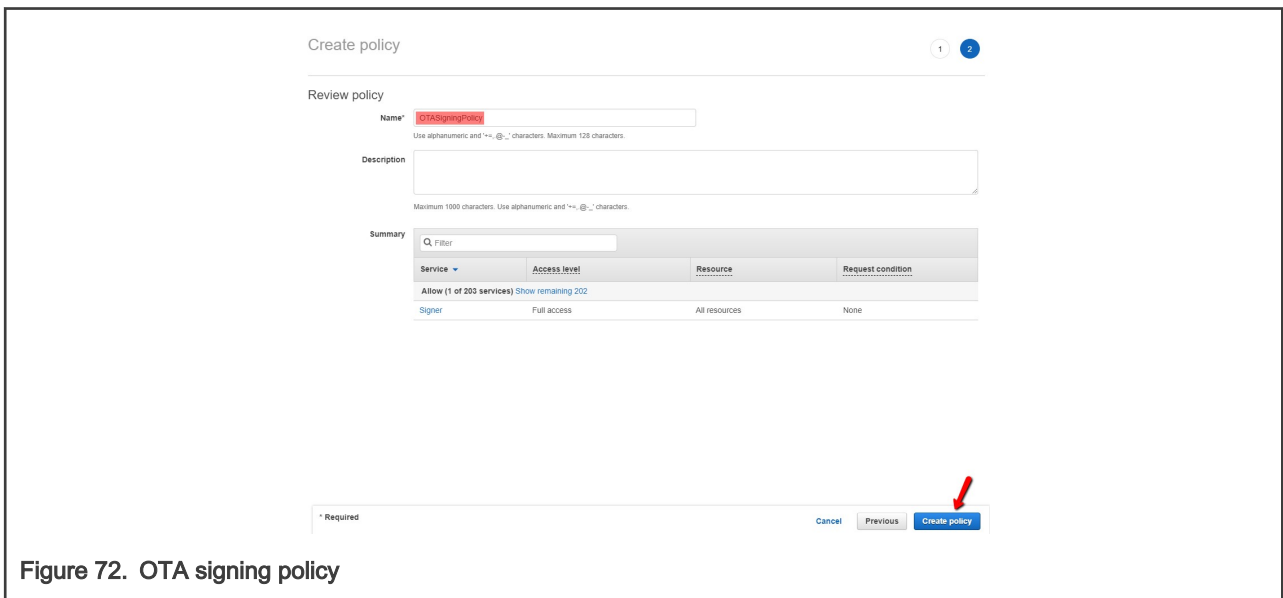 Create policy
1 2
Review policy
Name* OTASigningPolicy
Use alphanumeric and '+=,.@-_' characters. Maximum 128 characters.
Description
Maximum 1000 characters. Use alphanumeric and '+=,.@-_' characters.
Summary
Filter
Service Access level Resource Request condition
Allow (1 of 203 services) Show remaining 202
Signer Full access All resources None
* Required Cancel Previous Create policy
Figure 72. OTA signing policy